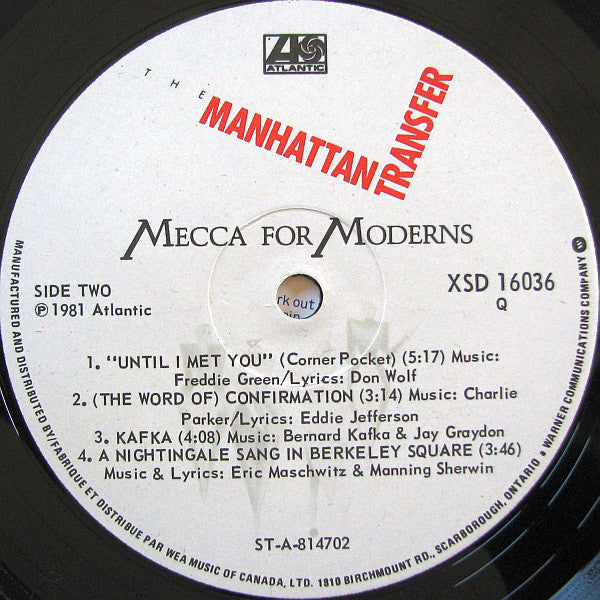 ATLANTIC
THE
MANHATTAN
TRANSFER
MECCA FOR MODERNS
SIDE TWO
℗ 1981 Atlantic
XSD 16036
Q
rk out
1. "UNTIL I MET YOU" (Corner Pocket) (5:17) Music:
Freddie Green/Lyrics: Don Wolf
2. (THE WORD OF) CONFIRMATION (3:14) Music: Charlie
Parker/Lyrics: Eddie Jefferson
3. KAFKA (4:08) Music: Bernard Kafka & Jay Graydon
4. A NIGHTINGALE SANG IN BERKELEY SQUARE (3:46)
Music & Lyrics: Eric Maschwitz & Manning Sherwin
ST-A-814702
MANUFACTURED AND DISTRIBUTED BY/FABRIQUE ET DISTRIBUE PAR WEA MUSIC OF CANADA, LTD. 1810 BIRCHMOUNT RD., SCARBOROUGH, ONTARIO • A WARNER COMMUNICATIONS COMPANY